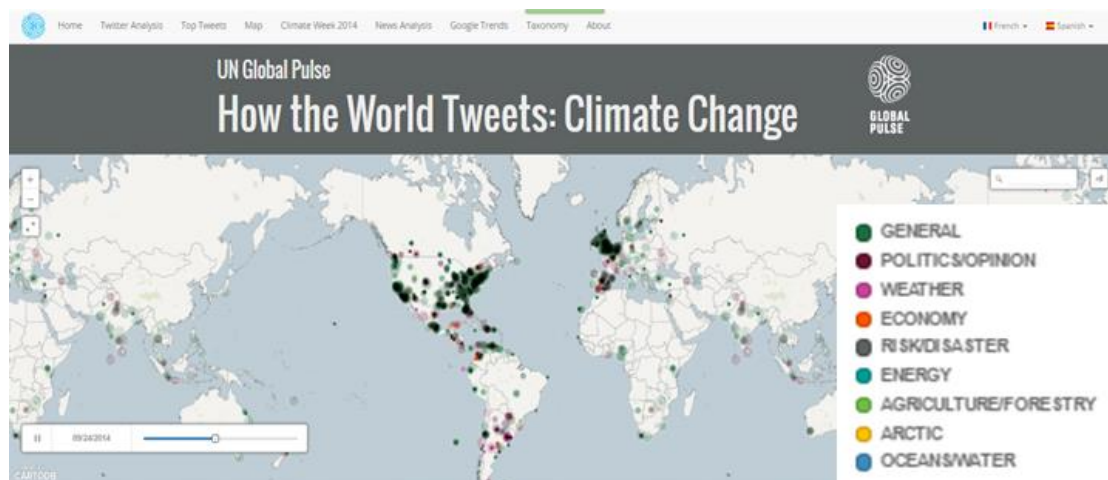 Home Twitter Analysis Top Tweets Map Climate Week 2014 News Analysis Google Trends Taxonomy About French Spanish
UN Global Pulse
How the World Tweets: Climate Change
GLOBAL
PULSE
+
−
GENERAL
POLITICS/OPINION
WEATHER
ECONOMY
RISK/DISASTER
ENERGY
AGRICULTURE/FORESTRY
ARCTIC
OCEANS/WATER
09/24/2014
CARTODB